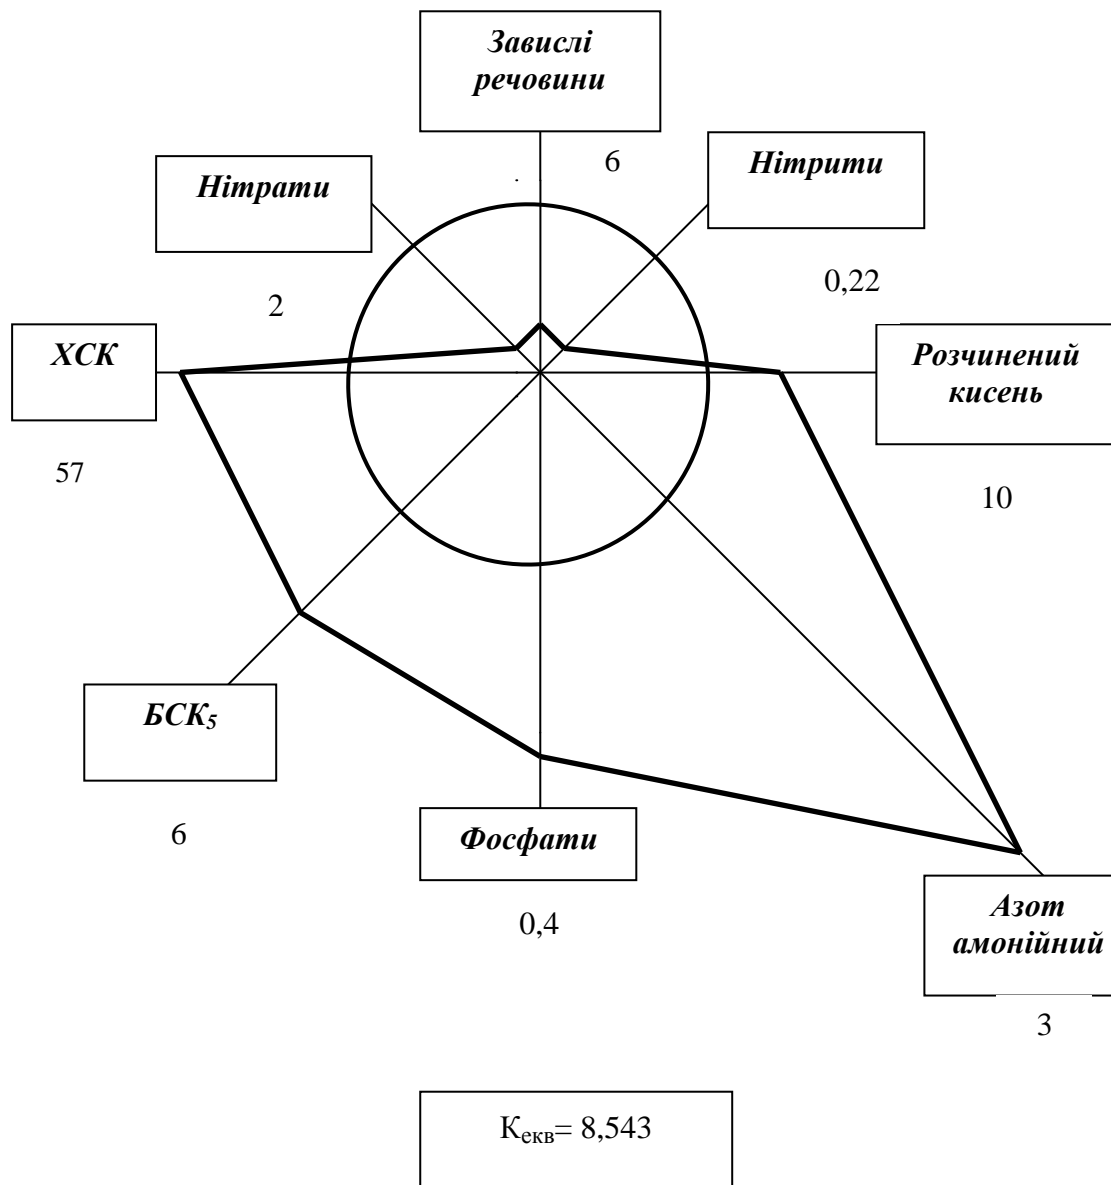 Завислі
речовини
6
Нітрати
Нітрити
2
0,22
ХСК
Розчинений
кисень
57
10
БСК₅
6
Фосфати
0,4
Азот
амонійний
3
Кекв= 8,543